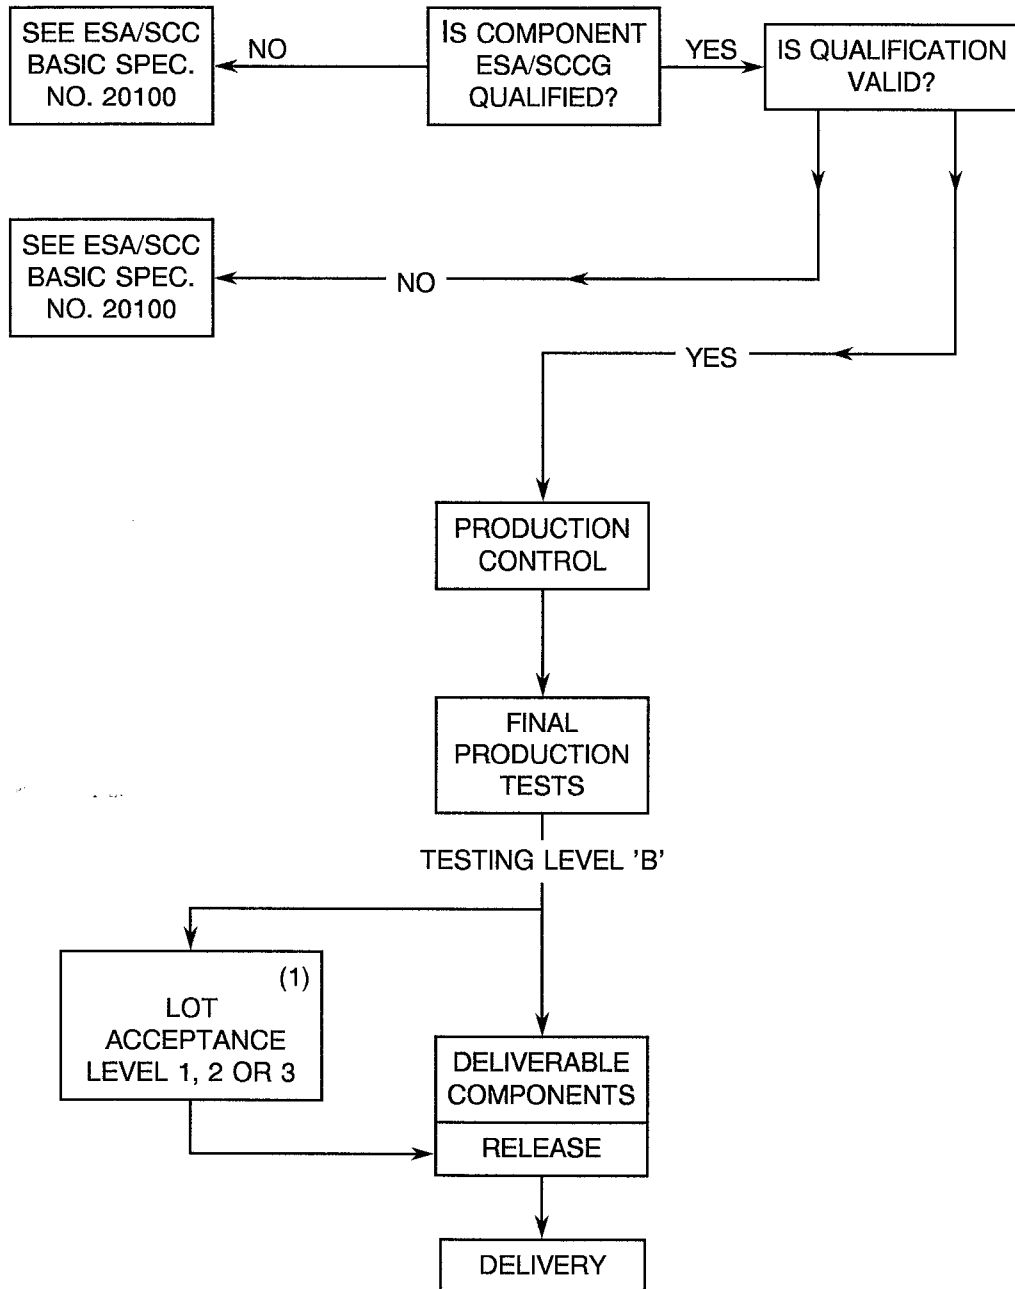 SEE ESA/SCC
BASIC SPEC.
NO. 20100
NO
IS COMPONENT
ESA/SCCG
QUALIFIED?
YES
IS QUALIFICATION
VALID?
SEE ESA/SCC
BASIC SPEC.
NO. 20100
NO
YES
PRODUCTION
CONTROL
FINAL
PRODUCTION
TESTS
TESTING LEVEL 'B'
(1)
LOT
ACCEPTANCE
LEVEL 1, 2 OR 3
DELIVERABLE
COMPONENTS
RELEASE
DELIVERY